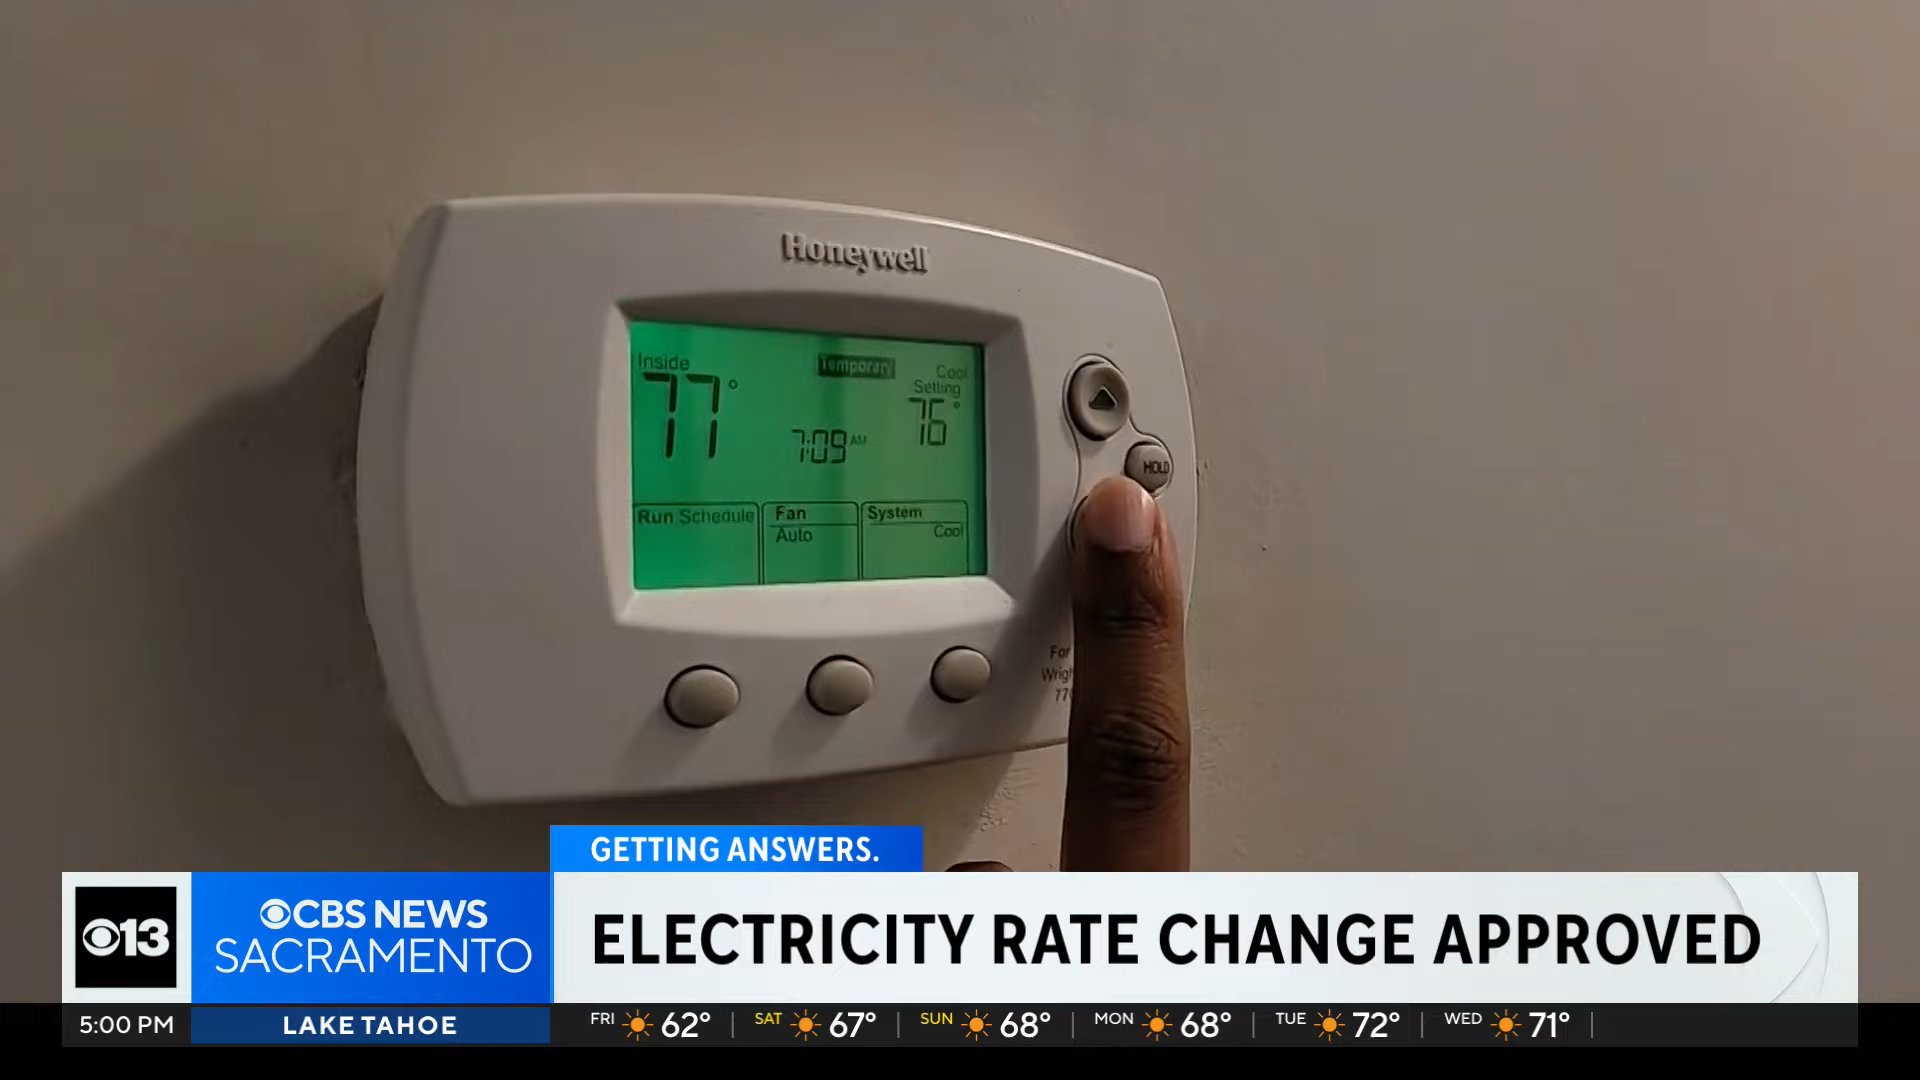 Honeywell
Inside
77°
Temporary
Cool
Setting
76°
7:09 AM
HOLD
Run Schedule
Fan
Auto
System
Cool
For
GETTING ANSWERS.
13
CBS NEWS
SACRAMENTO
ELECTRICITY RATE CHANGE APPROVED
5:00 PM
LAKE TAHOE
FRI 62° | SAT 67° | SUN 68° | MON 68° | TUE 72° | WED 71° |